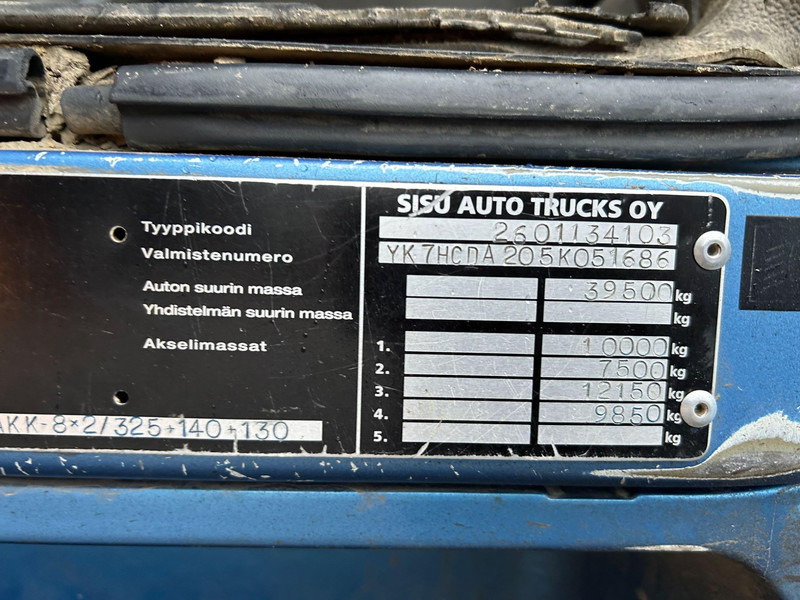 SISU AUTO TRUCKS OY
Tyyppikoodi 2601134103
Valmistenumero YK7HCDA205K051686
Auton suurin massa 39500 kg
Yhdistelmän suurin massa kg
Akselimassat 1. 10000 kg
2. 7500 kg
3. 12150 kg
4. 9850 kg
5. kg
AKK-8×2/325+140+130